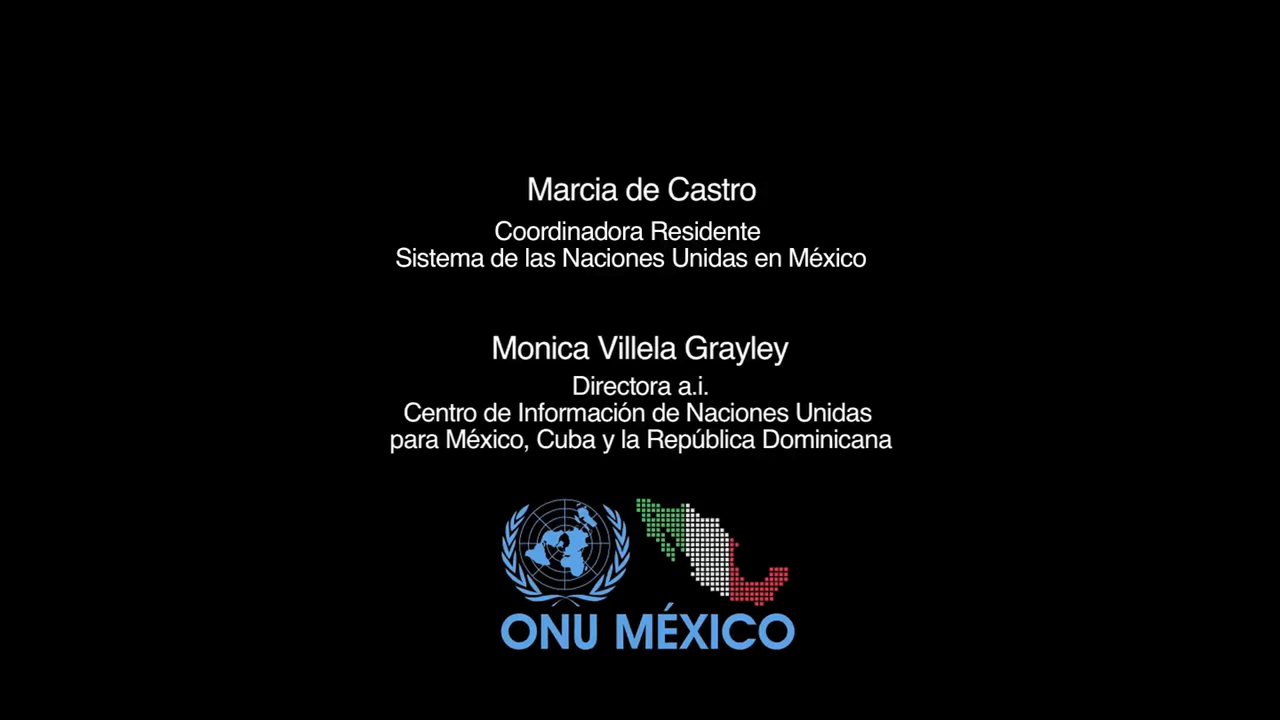 Marcia de Castro
Coordinadora Residente
Sistema de las Naciones Unidas en México
Monica Villela Grayley
Directora a.i.
Centro de Información de Naciones Unidas
para México, Cuba y la República Dominicana
ONU MÉXICO